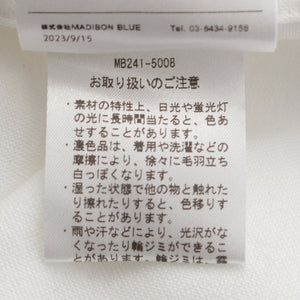 株式会社MADISON BLUE
Tel. 03-6434-9156
2023/9/15
MB241-5008
お取り扱いのご注意
・素材の特性上、日光や蛍光灯
の光に長時間当たると、色あ
せすることがあります。
・濃色品は、着用や洗濯などの
摩擦により、徐々に毛羽立ち
白っぽくなります。
・湿った状態で他の物と触れた
り擦れたりすると、色移りす
ることがあります。
・雨や汗などにより、光沢がな
くなったり輪ジミができるこ
とがあります。輪ジミは、霧